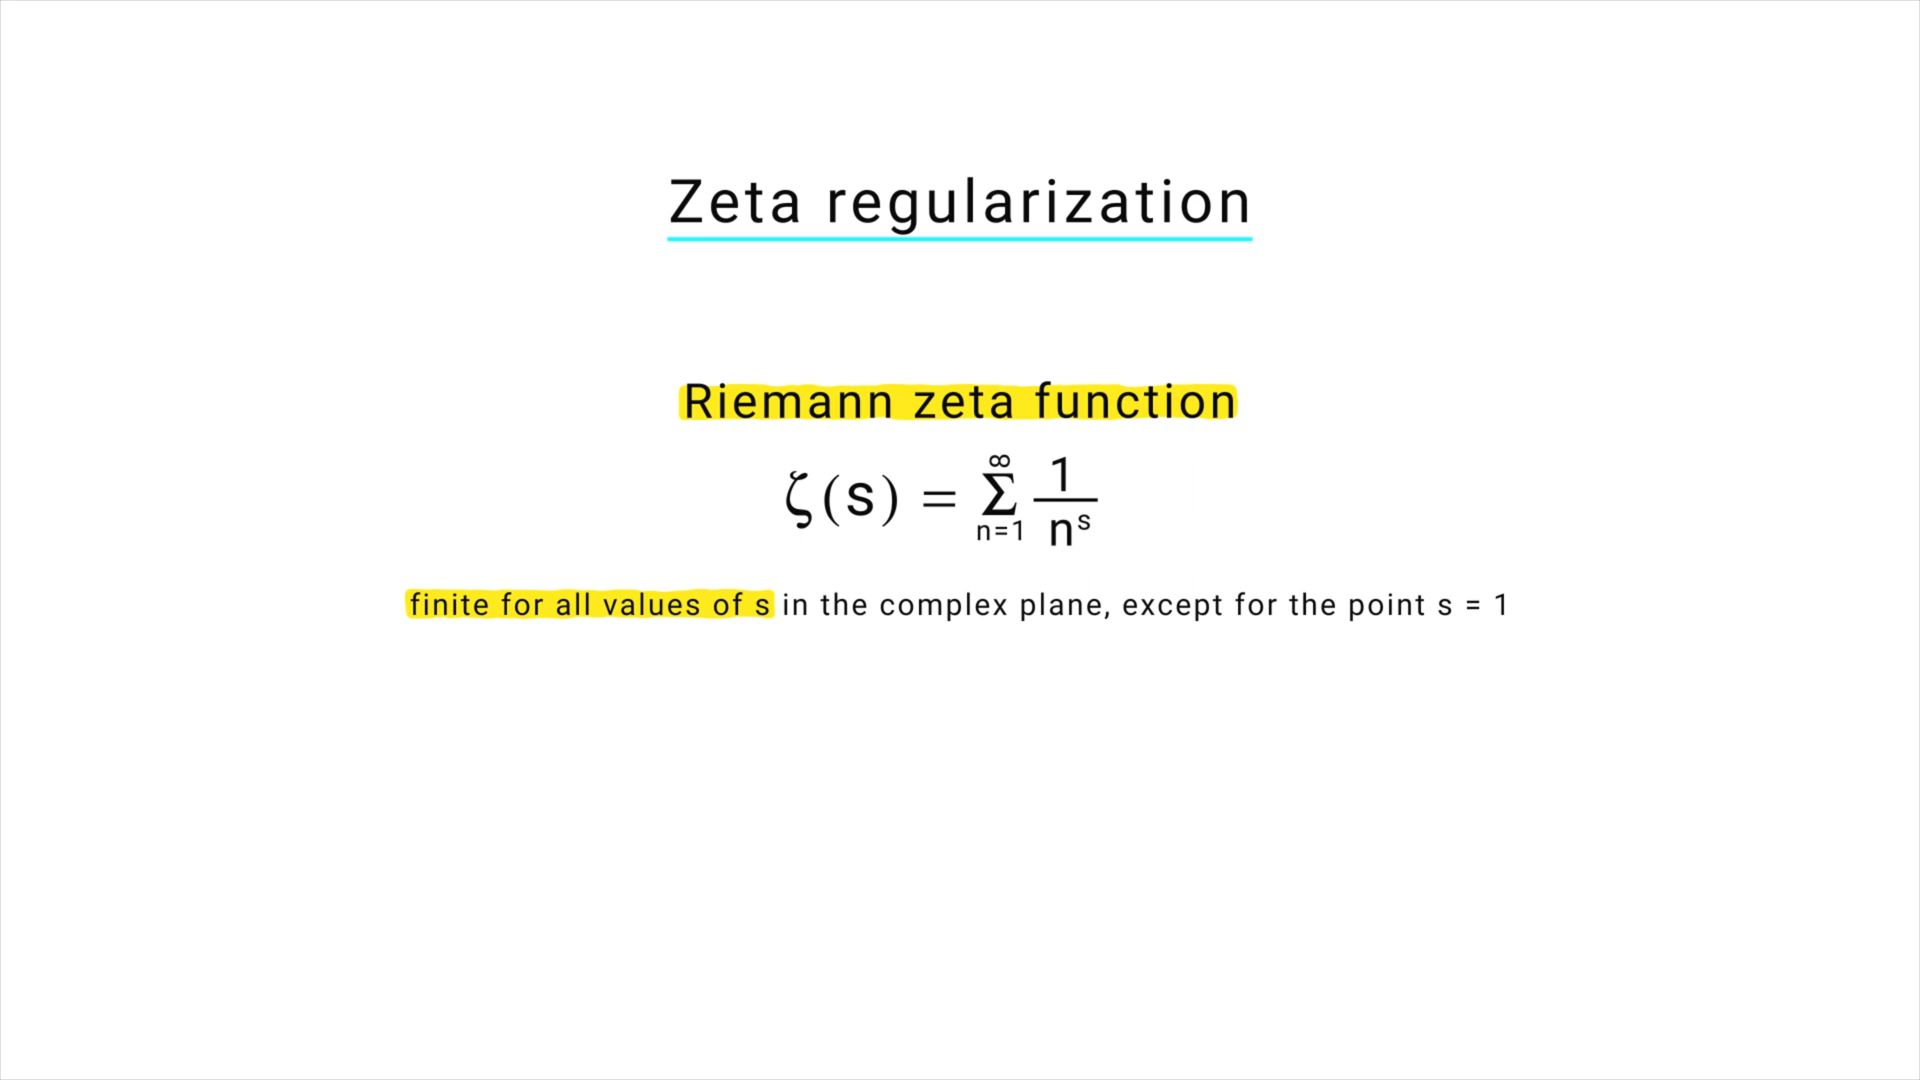 Zeta regularization
Riemann zeta function
ζ(s) = ∞ Σ n=1 1 / nˢ
finite for all values of s in the complex plane, except for the point s = 1